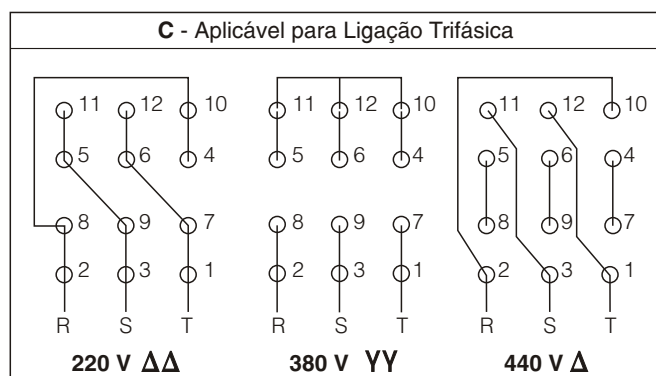 C - Aplicável para Ligação Trifásica
11 12 10 11 12 10 11 12 10
5 6 4 5 6 4 5 6 4
8 9 7 8 9 7 8 9 7
2 3 1 2 3 1 2 3 1
R S T R S T R S T
220 V ΔΔ 380 V YY 440 V Δ